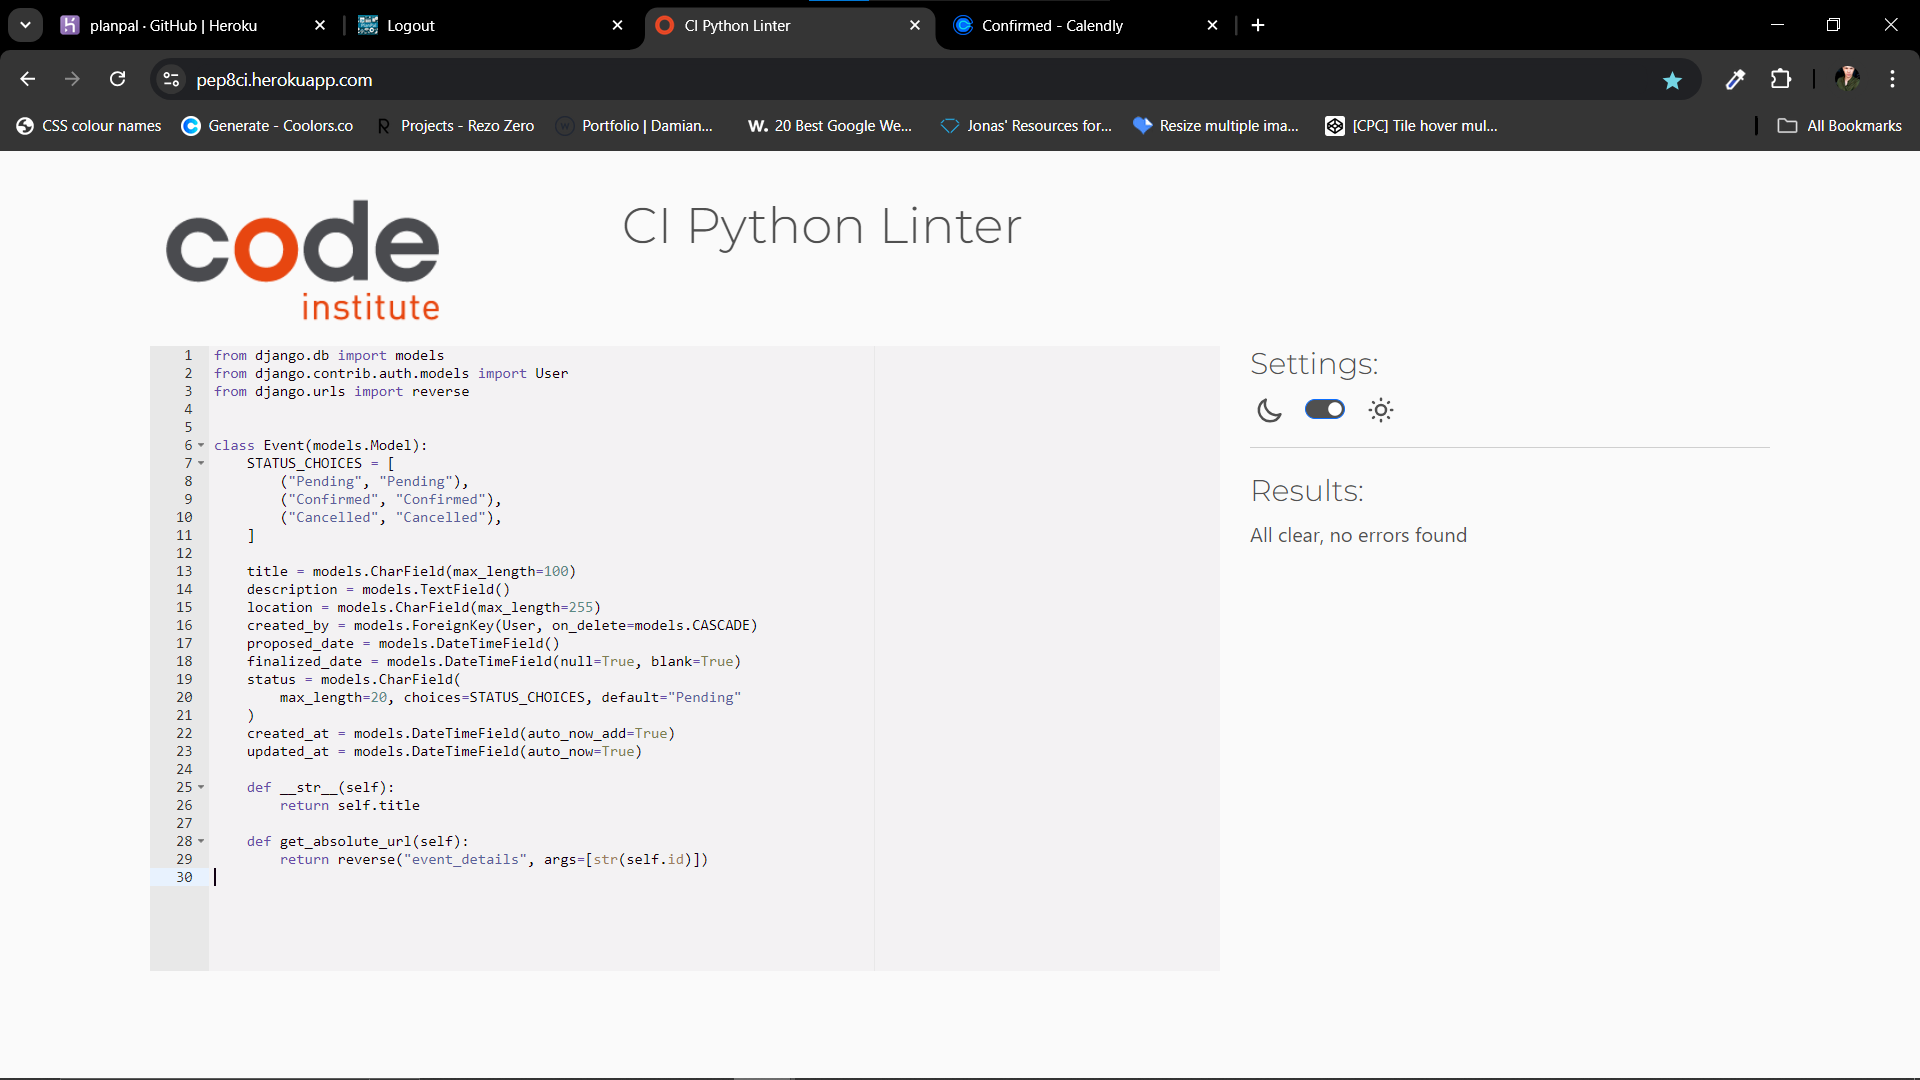 planpal · GitHub | Heroku
Logout
CI Python Linter
Confirmed - Calendly
pep8ci.herokuapp.com
CSS colour names
Generate - Coolors.co
Projects - Rezo Zero
Portfolio | Damian...
20 Best Google We...
Jonas' Resources for...
Resize multiple ima...
[CPC] Tile hover mul...
All Bookmarks
code
institute
CI Python Linter
1 from django.db import models
2 from django.contrib.auth.models import User
3 from django.urls import reverse
4
5
6 class Event(models.Model):
7     STATUS_CHOICES = [
8         ("Pending", "Pending"),
9         ("Confirmed", "Confirmed"),
10         ("Cancelled", "Cancelled"),
11     ]
12
13     title = models.CharField(max_length=100)
14     description = models.TextField()
15     location = models.CharField(max_length=255)
16     created_by = models.ForeignKey(User, on_delete=models.CASCADE)
17     proposed_date = models.DateTimeField()
18     finalized_date = models.DateTimeField(null=True, blank=True)
19     status = models.CharField(
20         max_length=20, choices=STATUS_CHOICES, default="Pending"
21     )
22     created_at = models.DateTimeField(auto_now_add=True)
23     updated_at = models.DateTimeField(auto_now=True)
24
25     def __str__(self):
26         return self.title
27
28     def get_absolute_url(self):
29         return reverse("event_details", args=[str(self.id)])
30
Settings:
Results:
All clear, no errors found